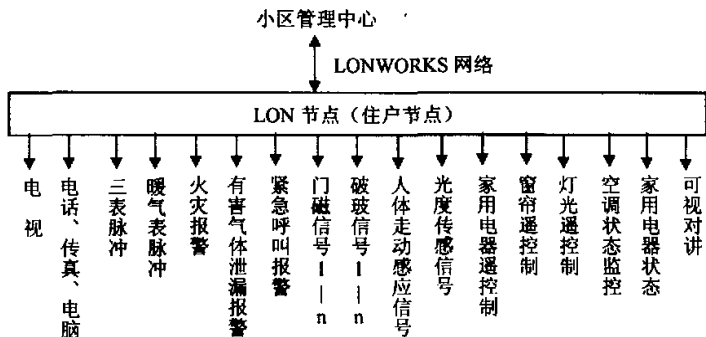 小区管理中心
LONWORKS 网络
LON 节点（住户节点）
电视
电话、传真、电脑
三表脉冲
暖气表脉冲
火灾报警
有害气体泄漏报警
紧急呼叫报警
门磁信号1—n
破玻信号1—n
人体走动感应信号
光度传感信号
家用电器遥控制
窗帘遥控制
灯光遥控制
空调状态监控
家用电器状态
可视对讲